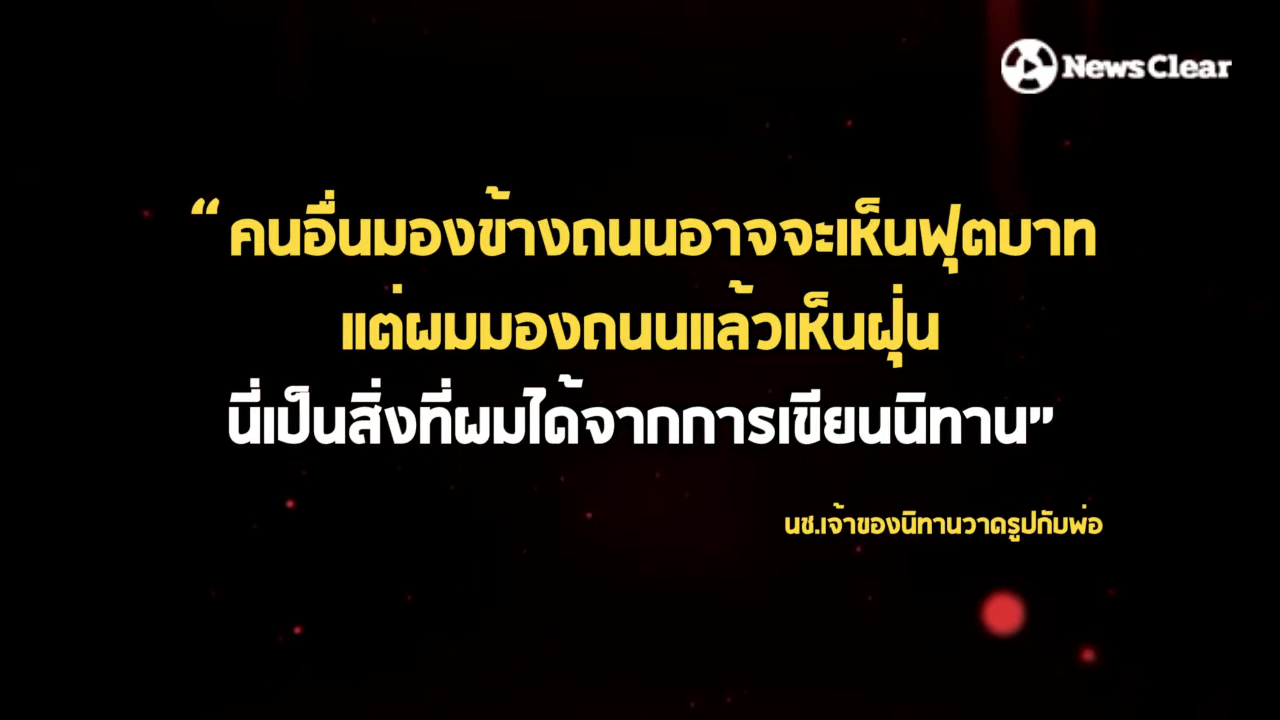 News Clear
“ คนอื่นมองข้างถนนอาจจะเห็นฟุตบาท
แต่ผมมองถนนแล้วเห็นฝุ่น
นี่เป็นสิ่งที่ผมได้จากการเขียนนิทาน”
นช.เจ้าของนิทานวาดรูปกับพ่อ